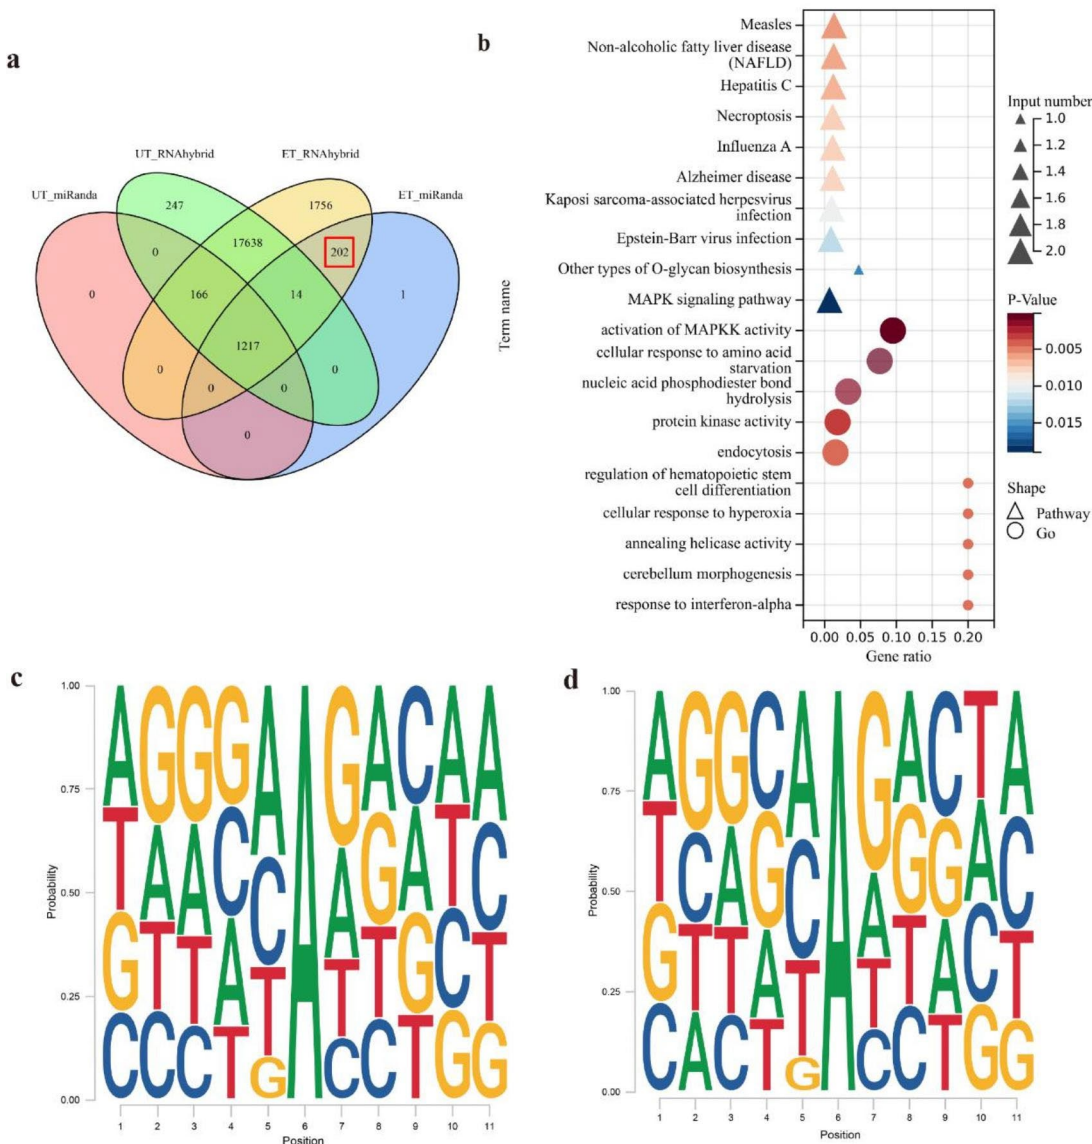 a
UT_RNAhybrid
ET_RNAhybrid
UT_miRanda
ET_miRanda
247
1756
0
17638
202
0
166
14
1
1217
0
0
0
0
b
Term name
Measles
Non-alcoholic fatty liver disease
(NAFLD)
Hepatitis C
Necroptosis
Influenza A
Alzheimer disease
Kaposi sarcoma-associated herpesvirus
infection
Epstein-Barr virus infection
Other types of O-glycan biosynthesis
MAPK signaling pathway
activation of MAPKK activity
cellular response to amino acid
starvation
nucleic acid phosphodiester bond
hydrolysis
protein kinase activity
endocytosis
regulation of hematopoietic stem
cell differentiation
cellular response to hyperoxia
annealing helicase activity
cerebellum morphogenesis
response to interferon-alpha
0.00 0.05 0.10 0.15 0.20
Gene ratio
Input number
1.0
1.2
1.4
1.6
1.8
2.0
P-Value
0.005
0.010
0.015
Shape
Pathway
Go
c
Probability
1.00
0.75
0.50
0.25
0.00
A G G G A A G A C A A
T A A C C A G A T C
G T T A T T T G C T
C C C T G C C T G G
1 2 3 4 5 6 7 8 9 10 11
Position
d
Probability
1.00
0.75
0.50
0.25
0.00
A G G C A A G A C T A
T C A G C A G G A C
G T T A T T T A C T
C A C T G C C T G G
1 2 3 4 5 6 7 8 9 10 11
Position